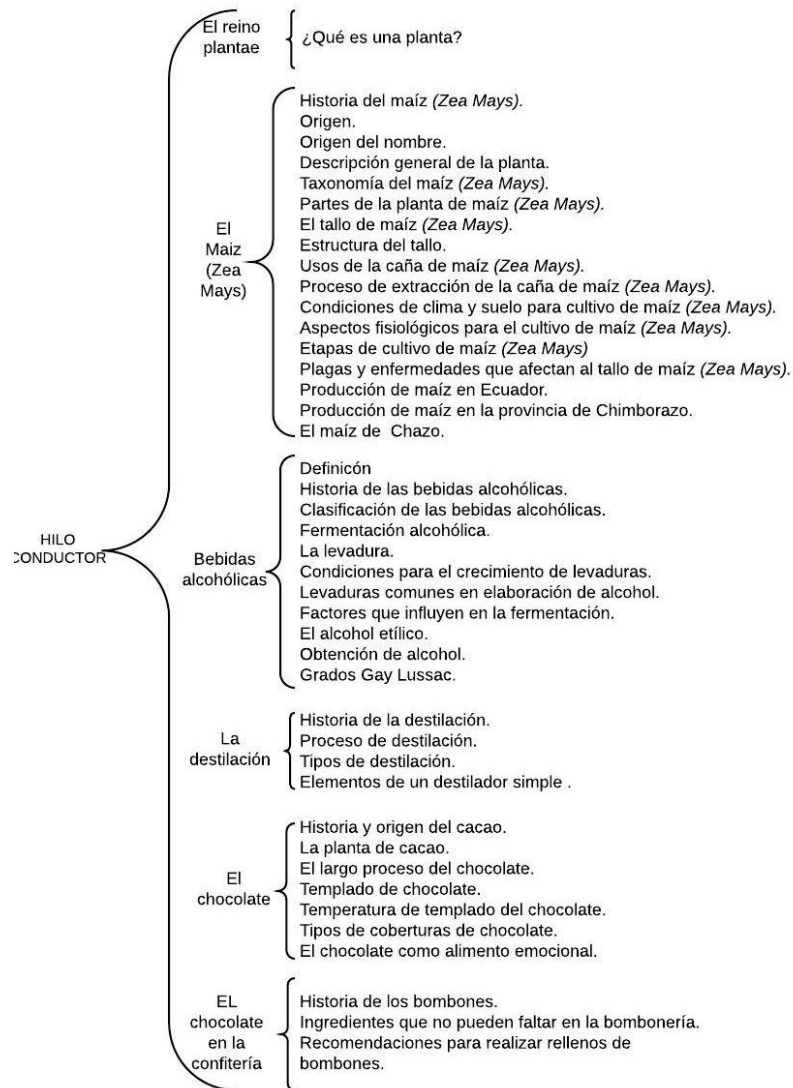 El reino
plantae
¿Qué es una planta?
El
Maiz
(Zea
Mays)
Historia del maíz (Zea Mays).
Origen.
Origen del nombre.
Descripción general de la planta.
Taxonomía del maíz (Zea Mays).
Partes de la planta de maíz (Zea Mays).
El tallo de maíz (Zea Mays).
Estructura del tallo.
Usos de la caña de maíz (Zea Mays).
Proceso de extracción de la caña de maíz (Zea Mays).
Condiciones de clima y suelo para cultivo de maíz (Zea Mays).
Aspectos fisiológicos para el cultivo de maíz (Zea Mays).
Etapas de cultivo de maíz (Zea Mays)
Plagas y enfermedades que afectan al tallo de maíz (Zea Mays).
Producción de maíz en Ecuador.
Producción de maíz en la provincia de Chimborazo.
El maíz de Chazo.
HILO
CONDUCTOR
Bebidas
alcohólicas
Definicón
Historia de las bebidas alcohólicas.
Clasificación de las bebidas alcohólicas.
Fermentación alcohólica.
La levadura.
Condiciones para el crecimiento de levaduras.
Levaduras comunes en elaboración de alcohol.
Factores que influyen en la fermentación.
El alcohol etílico.
Obtención de alcohol.
Grados Gay Lussac.
La
destilación
Historia de la destilación.
Proceso de destilación.
Tipos de destilación.
Elementos de un destilador simple .
El
chocolate
Historia y origen del cacao.
La planta de cacao.
El largo proceso del chocolate.
Templado de chocolate.
Temperatura de templado del chocolate.
Tipos de coberturas de chocolate.
El chocolate como alimento emocional.
EL
chocolate
en la
confitería
Historia de los bombones.
Ingredientes que no pueden faltar en la bombonería.
Recomendaciones para realizar rellenos de
bombones.